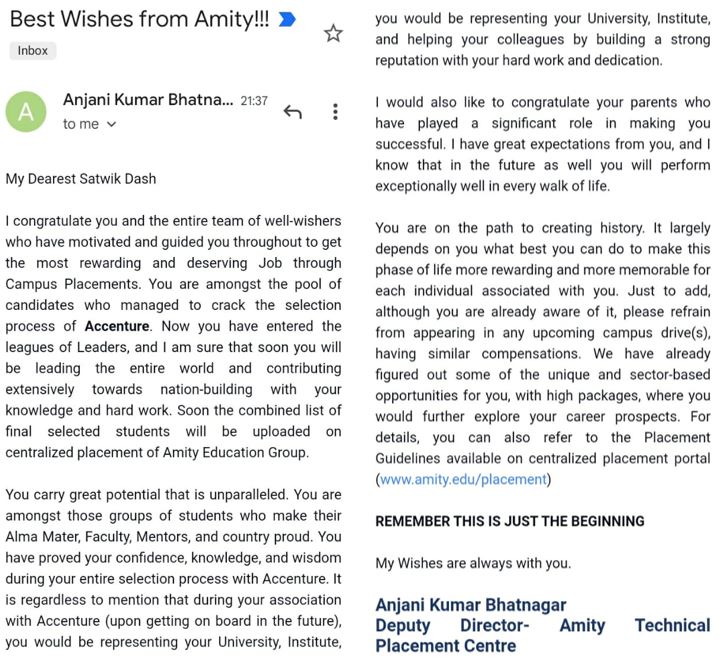 Best Wishes from Amity!!!
Inbox
A
Anjani Kumar Bhatna... 21:37
to me
My Dearest Satwik Dash
I congratulate you and the entire team of well-wishers
who have motivated and guided you throughout to get
the most rewarding and deserving Job through
Campus Placements. You are amongst the pool of
candidates who managed to crack the selection
process of Accenture. Now you have entered the
leagues of Leaders, and I am sure that soon you will
be leading the entire world and contributing
extensively towards nation-building with your
knowledge and hard work. Soon the combined list of
final selected students will be uploaded on
centralized placement of Amity Education Group.
You carry great potential that is unparalleled. You are
amongst those groups of students who make their
Alma Mater, Faculty, Mentors, and country proud. You
have proved your confidence, knowledge, and wisdom
during your entire selection process with Accenture. It
is regardless to mention that during your association
with Accenture (upon getting on board in the future),
you would be representing your University, Institute,
you would be representing your University, Institute,
and helping your colleagues by building a strong
reputation with your hard work and dedication.
I would also like to congratulate your parents who
have played a significant role in making you
successful. I have great expectations from you, and I
know that in the future as well you will perform
exceptionally well in every walk of life.
You are on the path to creating history. It largely
depends on you what best you can do to make this
phase of life more rewarding and more memorable for
each individual associated with you. Just to add,
although you are already aware of it, please refrain
from appearing in any upcoming campus drive(s),
having similar compensations. We have already
figured out some of the unique and sector-based
opportunities for you, with high packages, where you
would further explore your career prospects. For
details, you can also refer to the Placement
Guidelines available on centralized placement portal
(www.amity.edu/placement)
REMEMBER THIS IS JUST THE BEGINNING
My Wishes are always with you.
Anjani Kumar Bhatnagar
Deputy Director- Amity Technical
Placement Centre